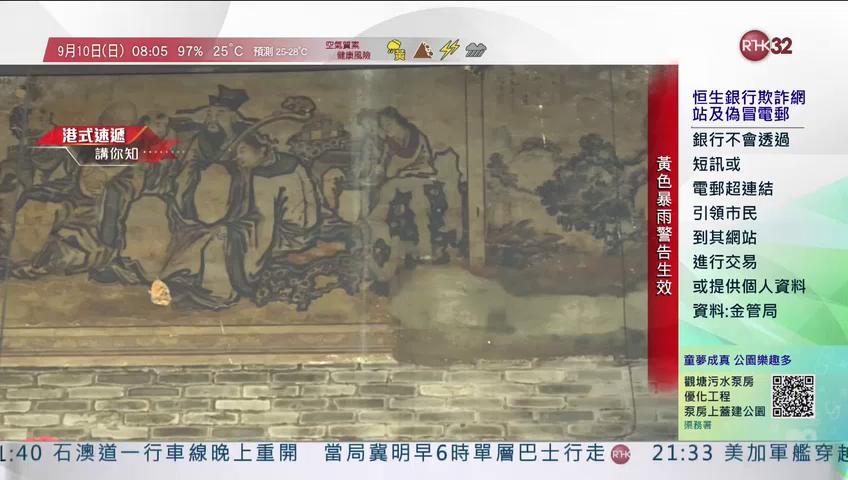 9月10日(日) 08:05 97% 25°C 預測 25-28°C
空氣質素
健康風險
黃
RTHK 32
港式速遞
講你知
黃色暴雨警告生效
恒生銀行欺詐網
站及偽冒電郵
銀行不會透過
短訊或
電郵超連結
引領市民
到其網站
進行交易
或提供個人資料
資料:金管局
童夢成真 公園樂趣多
觀塘污水泵房
優化工程
泵房上蓋建公園
渠務署
1:40 石澳道一行車線晚上重開 當局冀明早6時單層巴士行走 RTHK 21:33 美加軍艦穿越